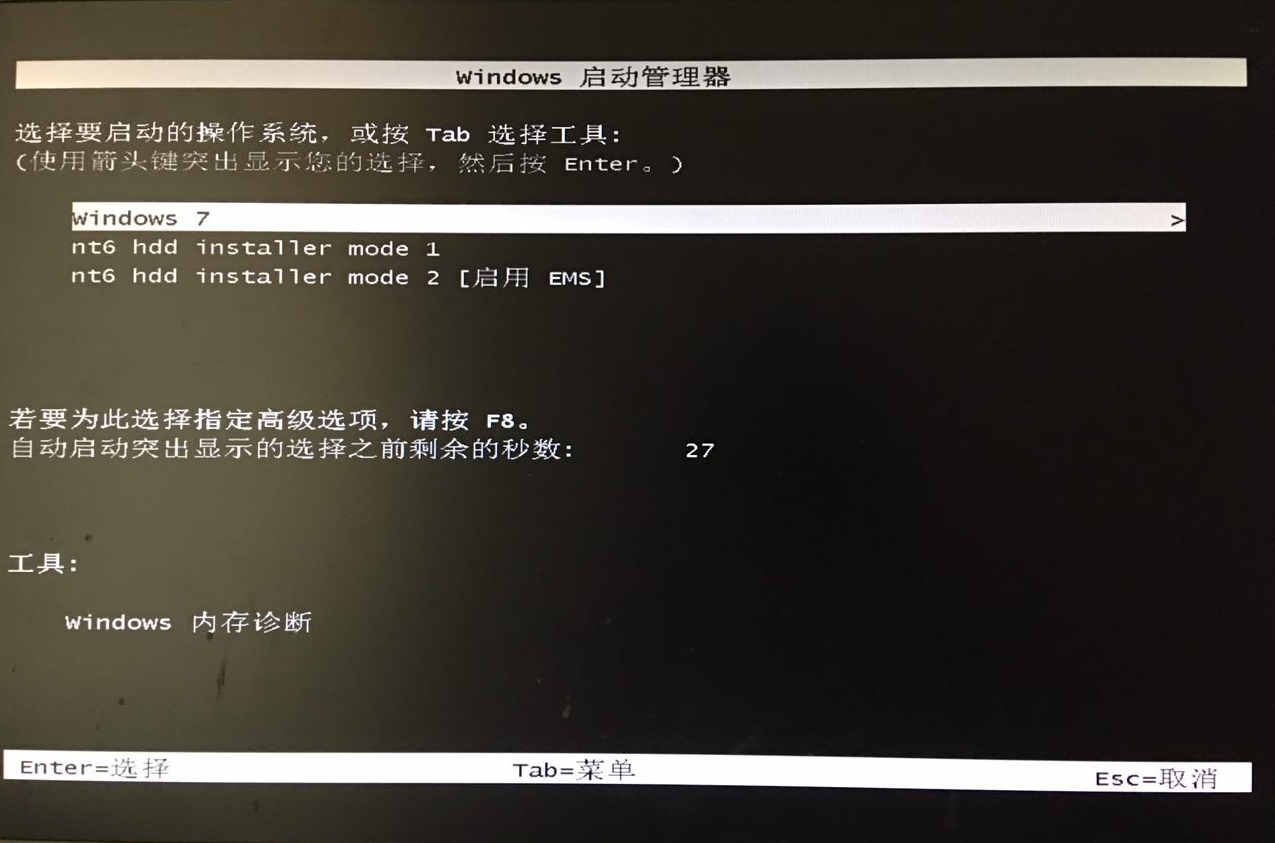 Windows 启动管理器
选择要启动的操作系统，或按 Tab 选择工具:
(使用箭头键突出显示您的选择，然后按 Enter。)
Windows 7 >
nt6 hdd installer mode 1
nt6 hdd installer mode 2 [启用 EMS]
若要为此选择指定高级选项，请按 F8。
自动启动突出显示的选择之前剩余的秒数: 27
工具:
Windows 内存诊断
Enter=选择 Tab=菜单 Esc=取消